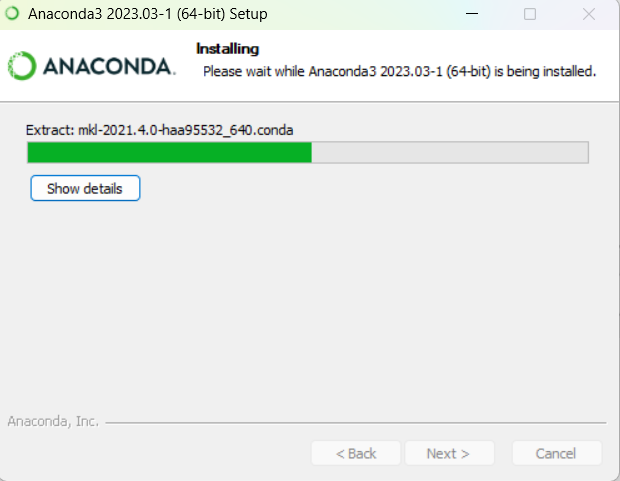 Anaconda3 2023.03-1 (64-bit) Setup
Installing
ANACONDA.
Please wait while Anaconda3 2023.03-1 (64-bit) is being installed.
Extract: mkl-2021.4.0-haa95532_640.conda
Show details
Anaconda, Inc.
< Back
Next >
Cancel